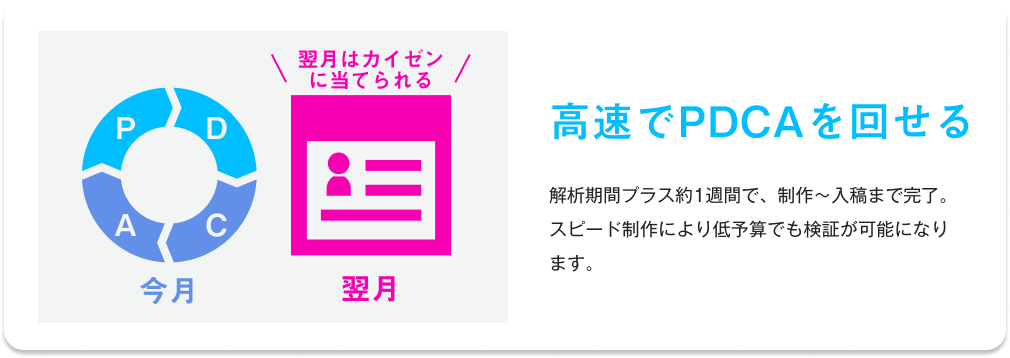 翌月はカイゼン
に当てられる
P
D
A
C
今月
翌月
高速でPDCAを回せる
解析期間プラス約1週間で、制作～入稿まで完了。
スピード制作により低予算でも検証が可能になり
ます。